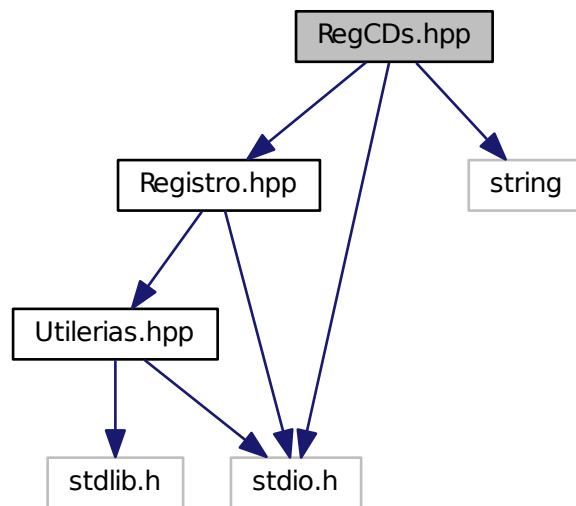 RegCDs.hpp
Registro.hpp
string
Utilerias.hpp
stdlib.h
stdio.h